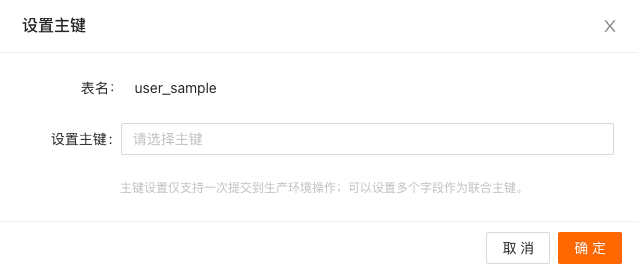 设置主键
表名： user_sample
设置主键： 请选择主键
主键设置仅支持一次提交到生产环境操作；可以设置多个字段作为联合主键。
取 消 确 定